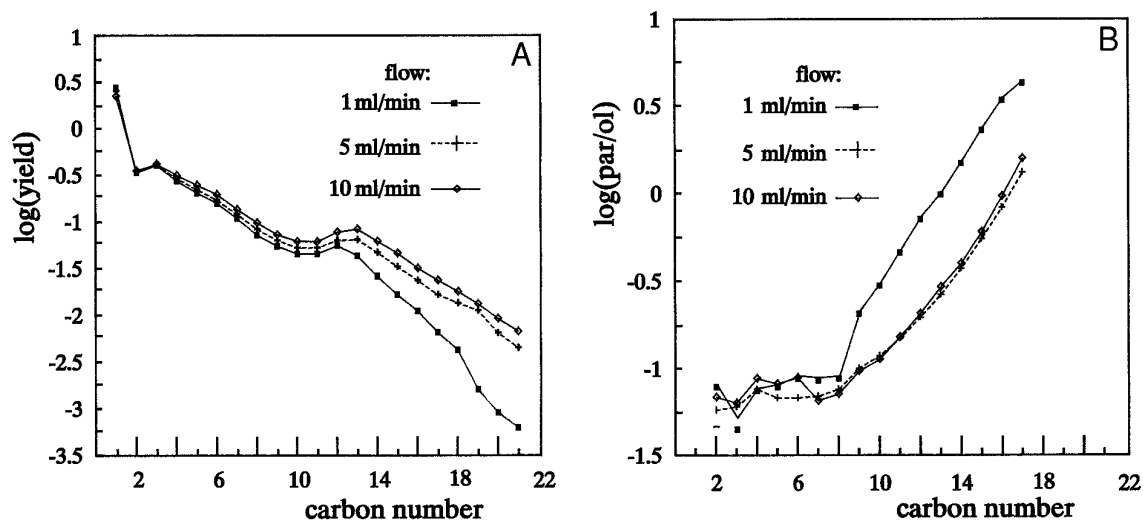 A
log(yield)
1
0.5
0
-0.5
-1.0
-1.5
-2
-2.5
-3
-3.5
2
6
10
14
18
22
carbon number
flow:
1 ml/min
5 ml/min
10 ml/min
B
log(par/ol)
1
0.5
0
-0.5
-1
-1.5
2
6
10
14
18
22
carbon number
flow:
1 ml/min
5 ml/min
10 ml/min